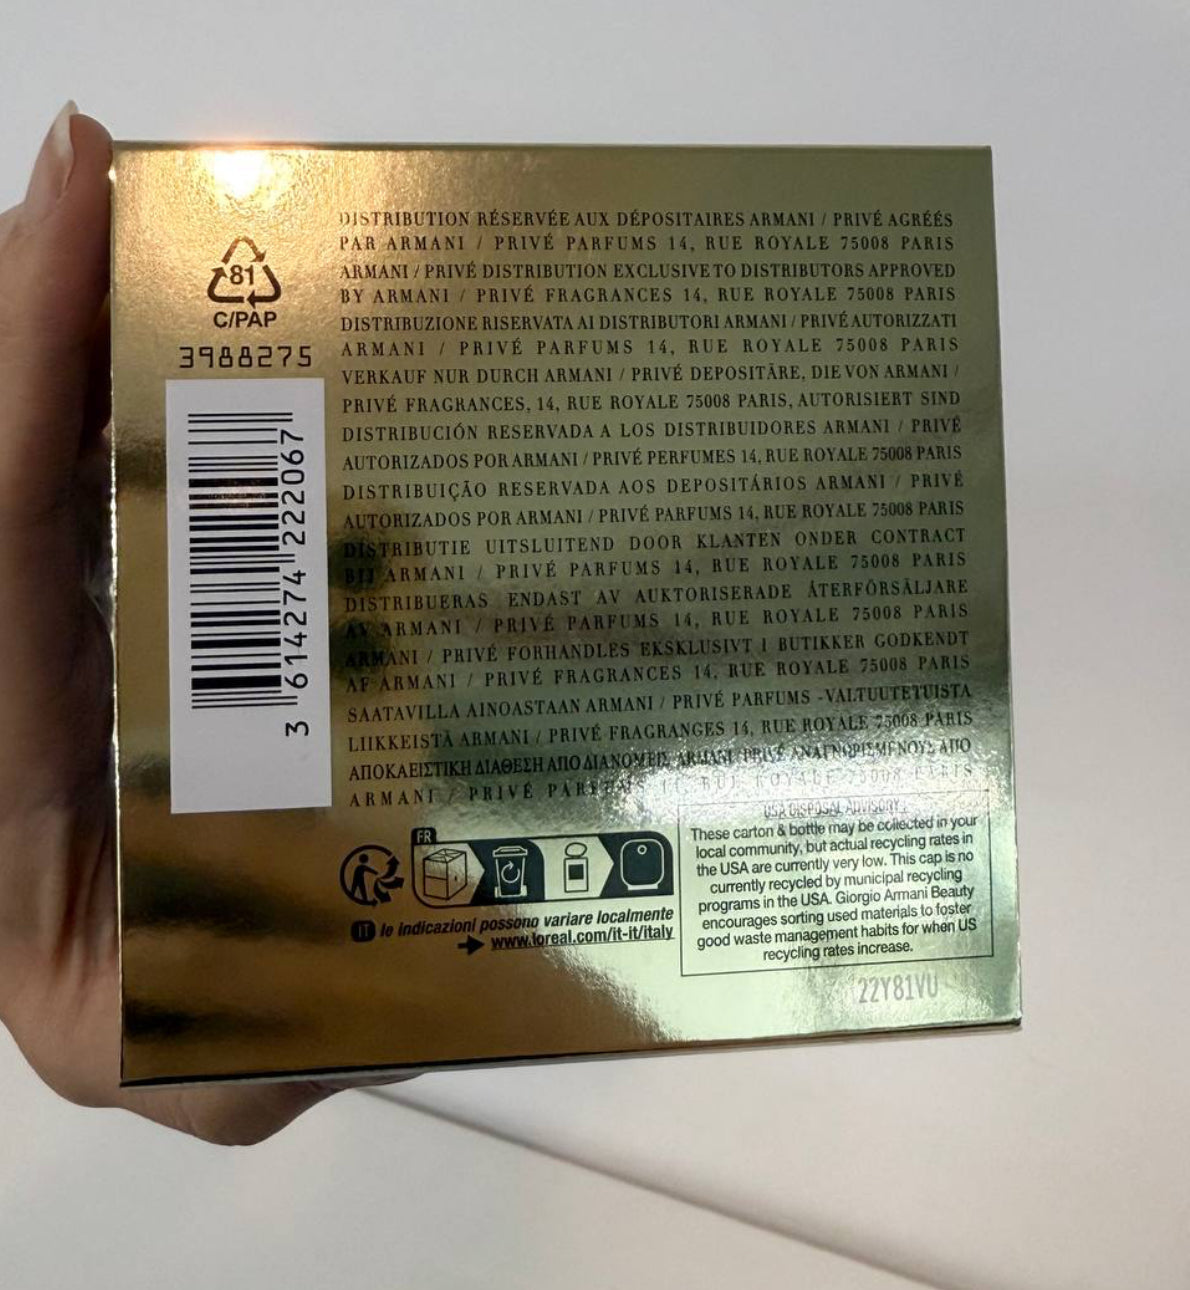 81
C/PAP
3988275
3 614274 222067
DISTRIBUTION RÉSERVÉE AUX DÉPOSITAIRES ARMANI / PRIVÉ AGRÉÉS
PAR ARMANI / PRIVÉ PARFUMS 14, RUE ROYALE 75008 PARIS
ARMANI / PRIVÉ DISTRIBUTION EXCLUSIVE TO DISTRIBUTORS APPROVED
BY ARMANI / PRIVÉ FRAGRANCES 14, RUE ROYALE 75008 PARIS
DISTRIBUZIONE RISERVATA AI DISTRIBUTORI ARMANI / PRIVÉ AUTORIZZATI
ARMANI / PRIVÉ PARFUMS 14, RUE ROYALE 75008 PARIS
VERKAUF NUR DURCH ARMANI / PRIVÉ DEPOSITÄRE, DIE VON ARMANI /
PRIVÉ FRAGRANCES, 14, RUE ROYALE 75008 PARIS, AUTORISIERT SIND
DISTRIBUCIÓN RESERVADA A LOS DISTRIBUIDORES ARMANI / PRIVÉ
AUTORIZADOS POR ARMANI / PRIVÉ PERFUMES 14, RUE ROYALE 75008 PARIS
DISTRIBUIÇÃO RESERVADA AOS DEPOSITÁRIOS ARMANI / PRIVÉ
AUTORIZADOS POR ARMANI / PRIVÉ PARFUMS 14, RUE ROYALE 75008 PARIS
DISTRIBUTIE UITSLUITEND DOOR KLANTEN ONDER CONTRACT
BIJ ARMANI / PRIVÉ PARFUMS 14, RUE ROYALE 75008 PARIS
DISTRIBUERAS ENDAST AV AUKTORISERADE ÅTERFÖRSÄLJARE
AV ARMANI / PRIVÉ PARFUMS 14, RUE ROYALE 75008 PARIS
ARMANI / PRIVÉ FORHANDLES EKSKLUSIVT I BUTIKKER GODKENDT
AF ARMANI / PRIVÉ FRAGRANCES 14, RUE ROYALE 75008 PARIS
SAATAVILLA AINOASTAAN ARMANI / PRIVÉ PARFUMS -VALTUUTETUISTA
LIIKKEISTÄ ARMANI / PRIVÉ FRAGRANGES 14, RUE ROYALE 75008 PARIS
ΑΠΟΚΛΕΙΣΤΙΚΗ ΔΙΑΘΕΣΗ ΑΠΟ ΔΙΑΝΟΜΕΙΣ ARMANI / PRIVÉ ΑΝΑΓΝΩΡΙΣΜΕΝΟΥΣ ΑΠΟ
ARMANI / PRIVÉ PARFUMS 14, RUE ROYALE 75008 PARIS
FR
IT le indicazioni possono variare localmente
www.loreal.com/it-it/italy
USA DISPOSAL ADVISORY:
These carton & bottle may be collected in your
local community, but actual recycling rates in
the USA are currently very low. This cap is no
currently recycled by municipal recycling
programs in the USA. Giorgio Armani Beauty
encourages sorting used materials to foster
good waste management habits for when US
recycling rates increase.
22Y81VU